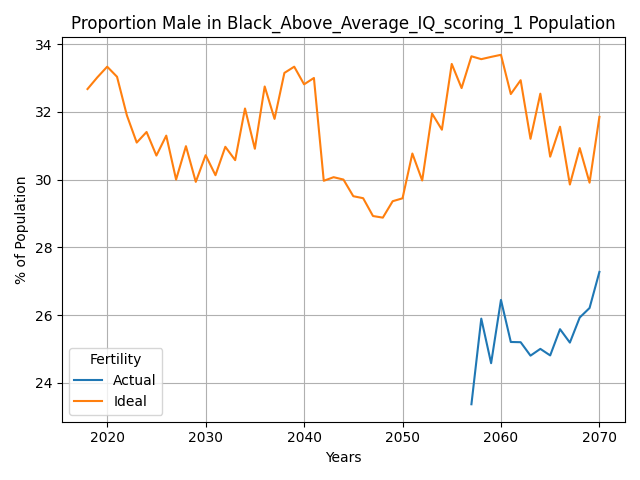 Proportion Male in Black_Above_Average_IQ_scoring_1 Population
% of Population
34
32
30
28
26
24
Fertility
Actual
Ideal
2020 2030 2040 2050 2060 2070
Years